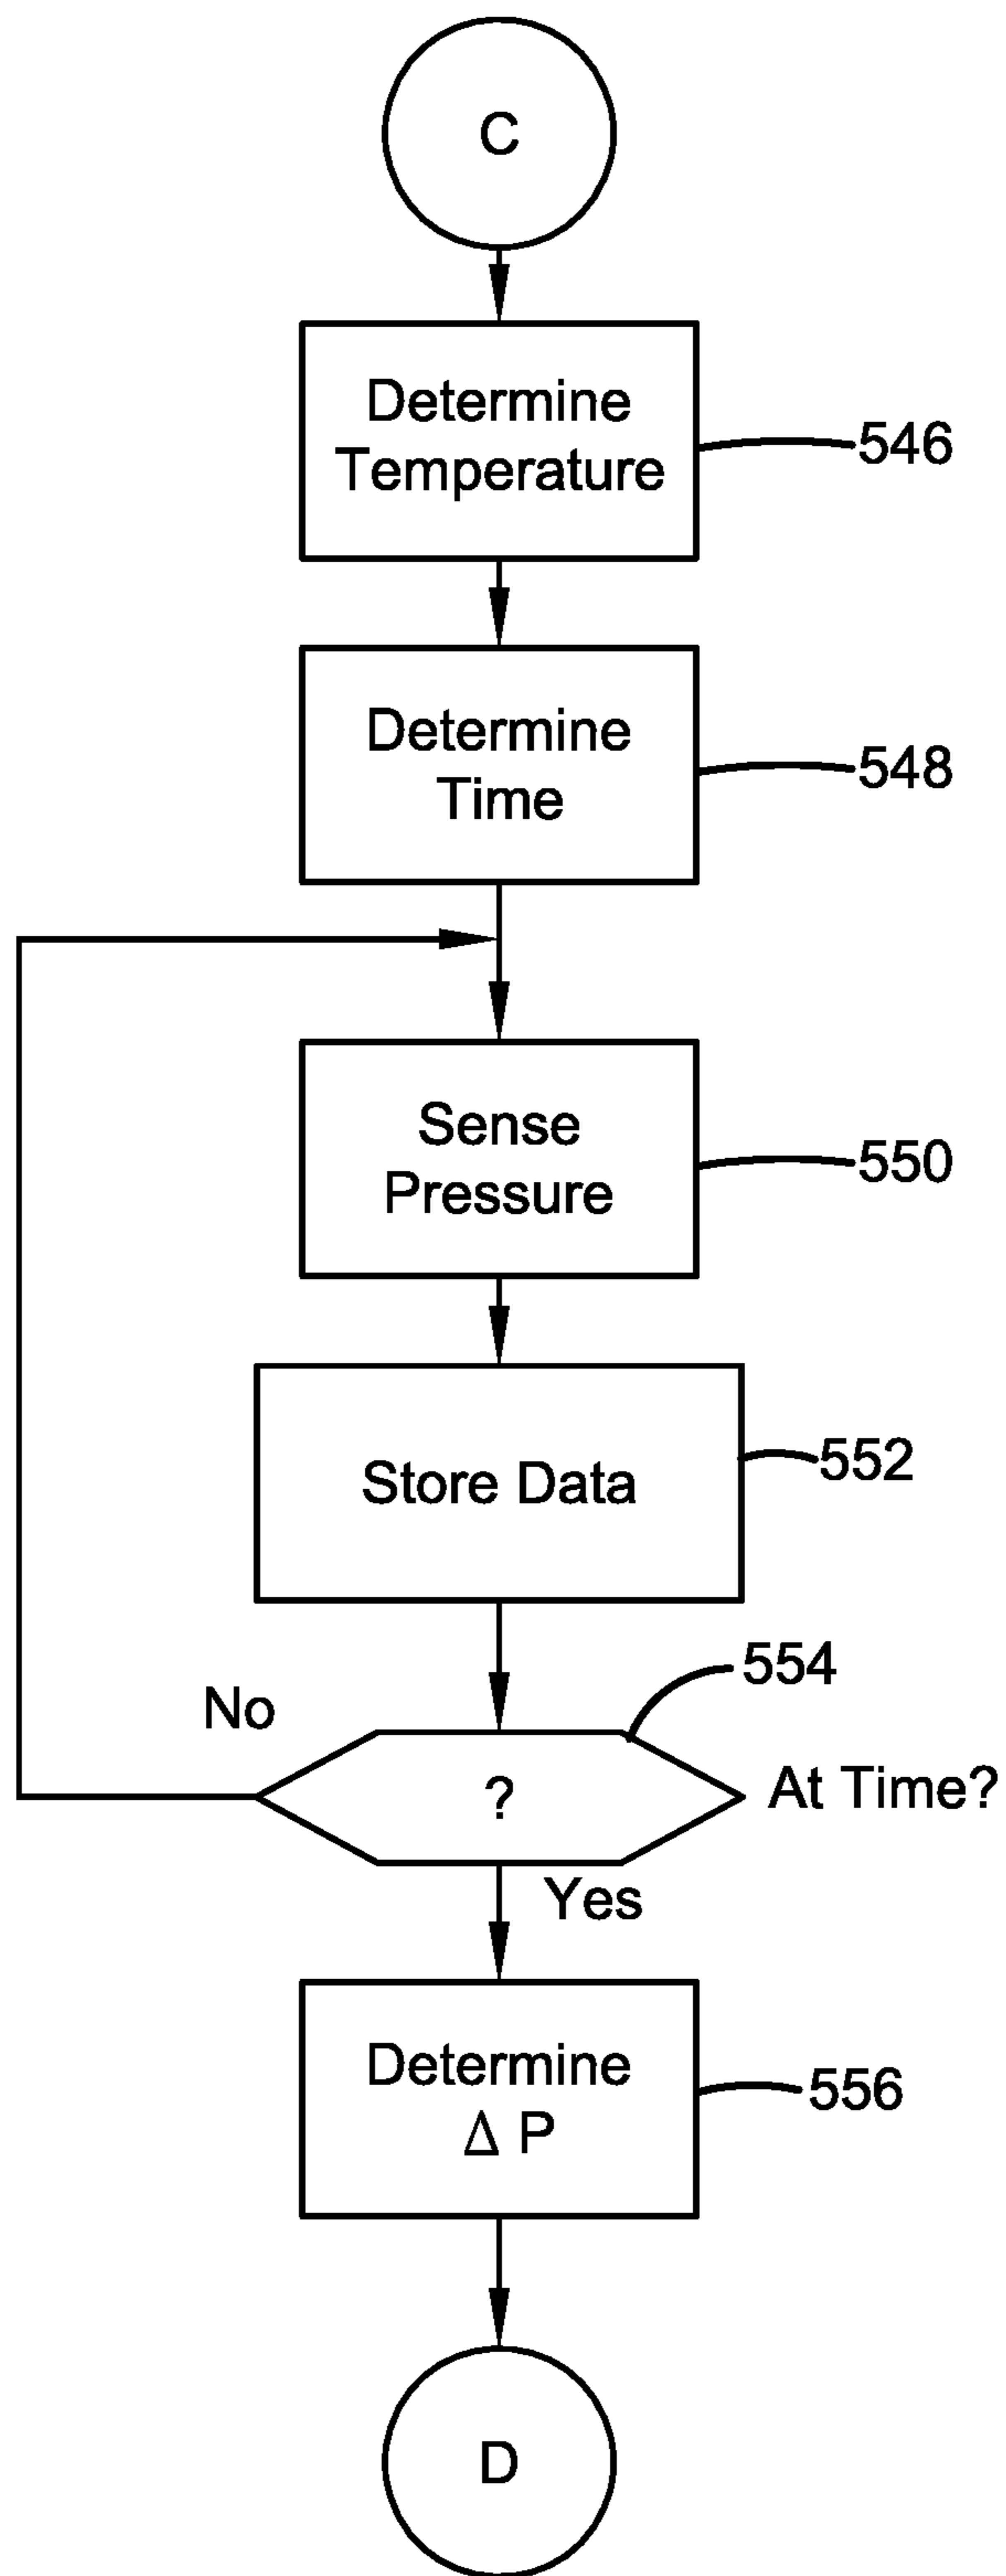 C
Determine
Temperature
546
Determine
Time
548
Sense
Pressure
550
Store Data
552
554
No
?
At Time?
Yes
Determine
Δ P
556
D